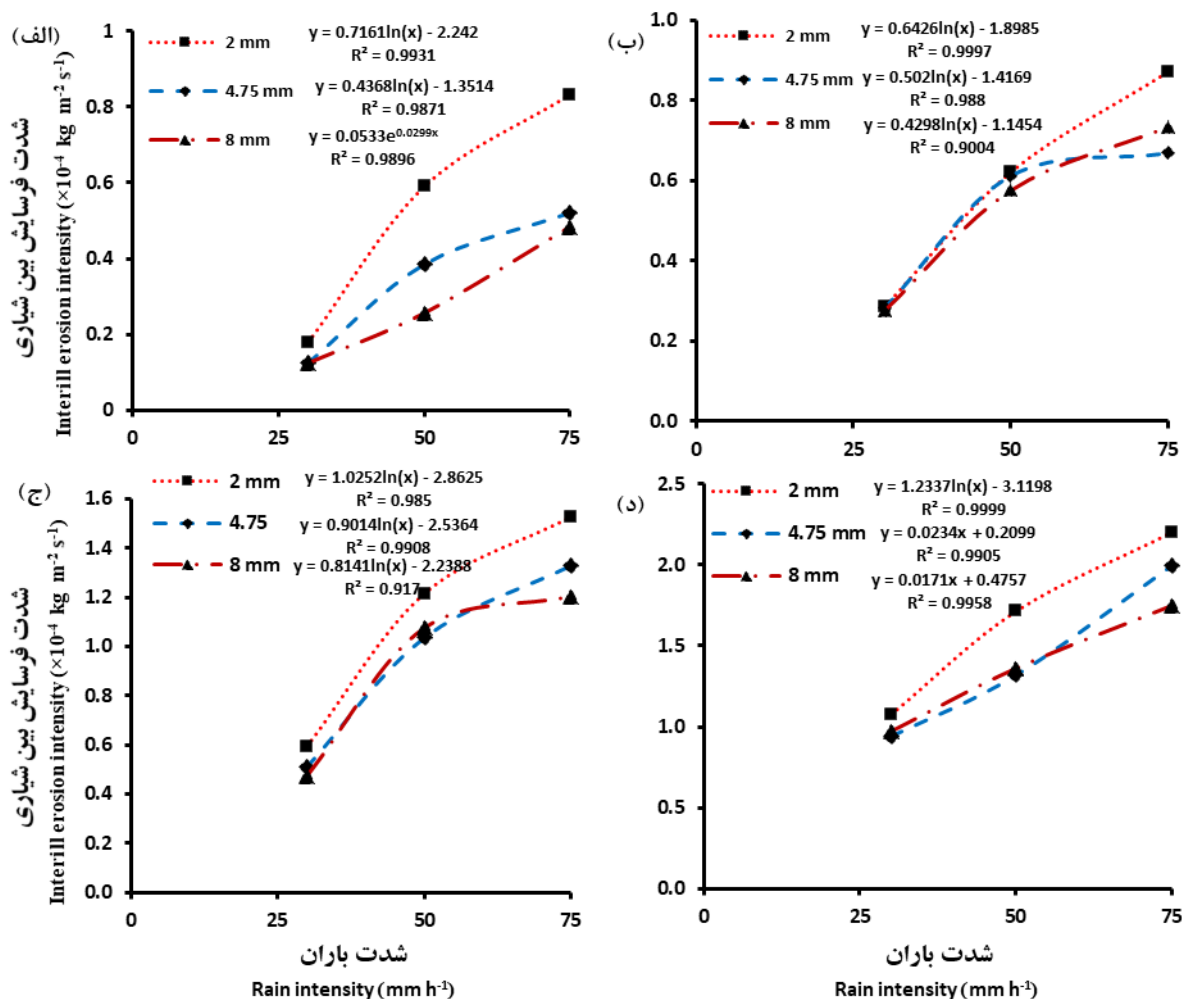 (الف)
شدت فرسایش بین شیاری
Interill erosion intensity (×10⁻⁴ kg m⁻² s⁻¹)
1
0.8
0.6
0.4
0.2
0
0
25
50
75
2 mm
y = 0.7161ln(x) - 2.242
R² = 0.9931
4.75 mm
y = 0.4368ln(x) - 1.3514
R² = 0.9871
8 mm
y = 0.0533e⁰·⁰²⁹⁹ˣ
R² = 0.9896
(ب)
1.0
0.8
0.6
0.4
0.2
0.0
0
25
50
75
2 mm
y = 0.6426ln(x) - 1.8985
R² = 0.9997
4.75 mm
y = 0.502ln(x) - 1.4169
R² = 0.988
8 mm
y = 0.4298ln(x) - 1.1454
R² = 0.9004
(ج)
شدت فرسایش بین شیاری
Interill erosion intensity (×10⁻⁴ kg m⁻² s⁻¹)
1.6
1.4
1.2
1.0
0.8
0.6
0.4
0.2
0.0
0
25
50
75
2 mm
y = 1.0252ln(x) - 2.8625
R² = 0.985
4.75
y = 0.9014ln(x) - 2.5364
R² = 0.9908
8 mm
y = 0.8141ln(x) - 2.2388
R² = 0.917
شدت باران
Rain intensity (mm h⁻¹)
(د)
2.5
2.0
1.5
1.0
0.5
0.0
0
25
50
75
2 mm
y = 1.2337ln(x) - 3.1198
R² = 0.9999
4.75 mm
y = 0.0234x + 0.2099
R² = 0.9905
8 mm
y = 0.0171x + 0.4757
R² = 0.9958
شدت باران
Rain intensity (mm h⁻¹)